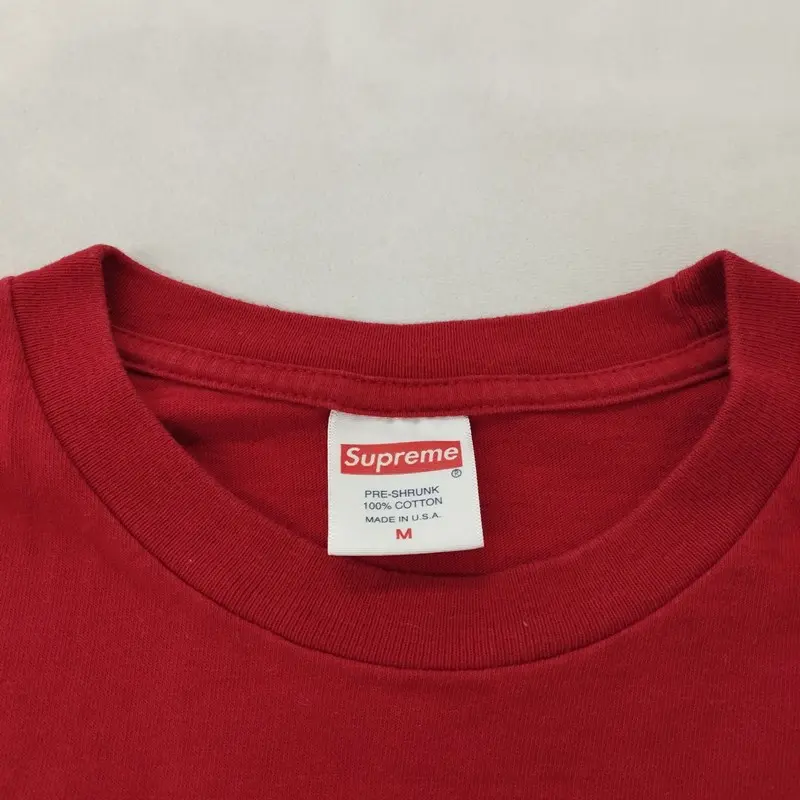 Supreme
®
PRE-SHRUNK
100% COTTON
MADE IN U.S.A.
M